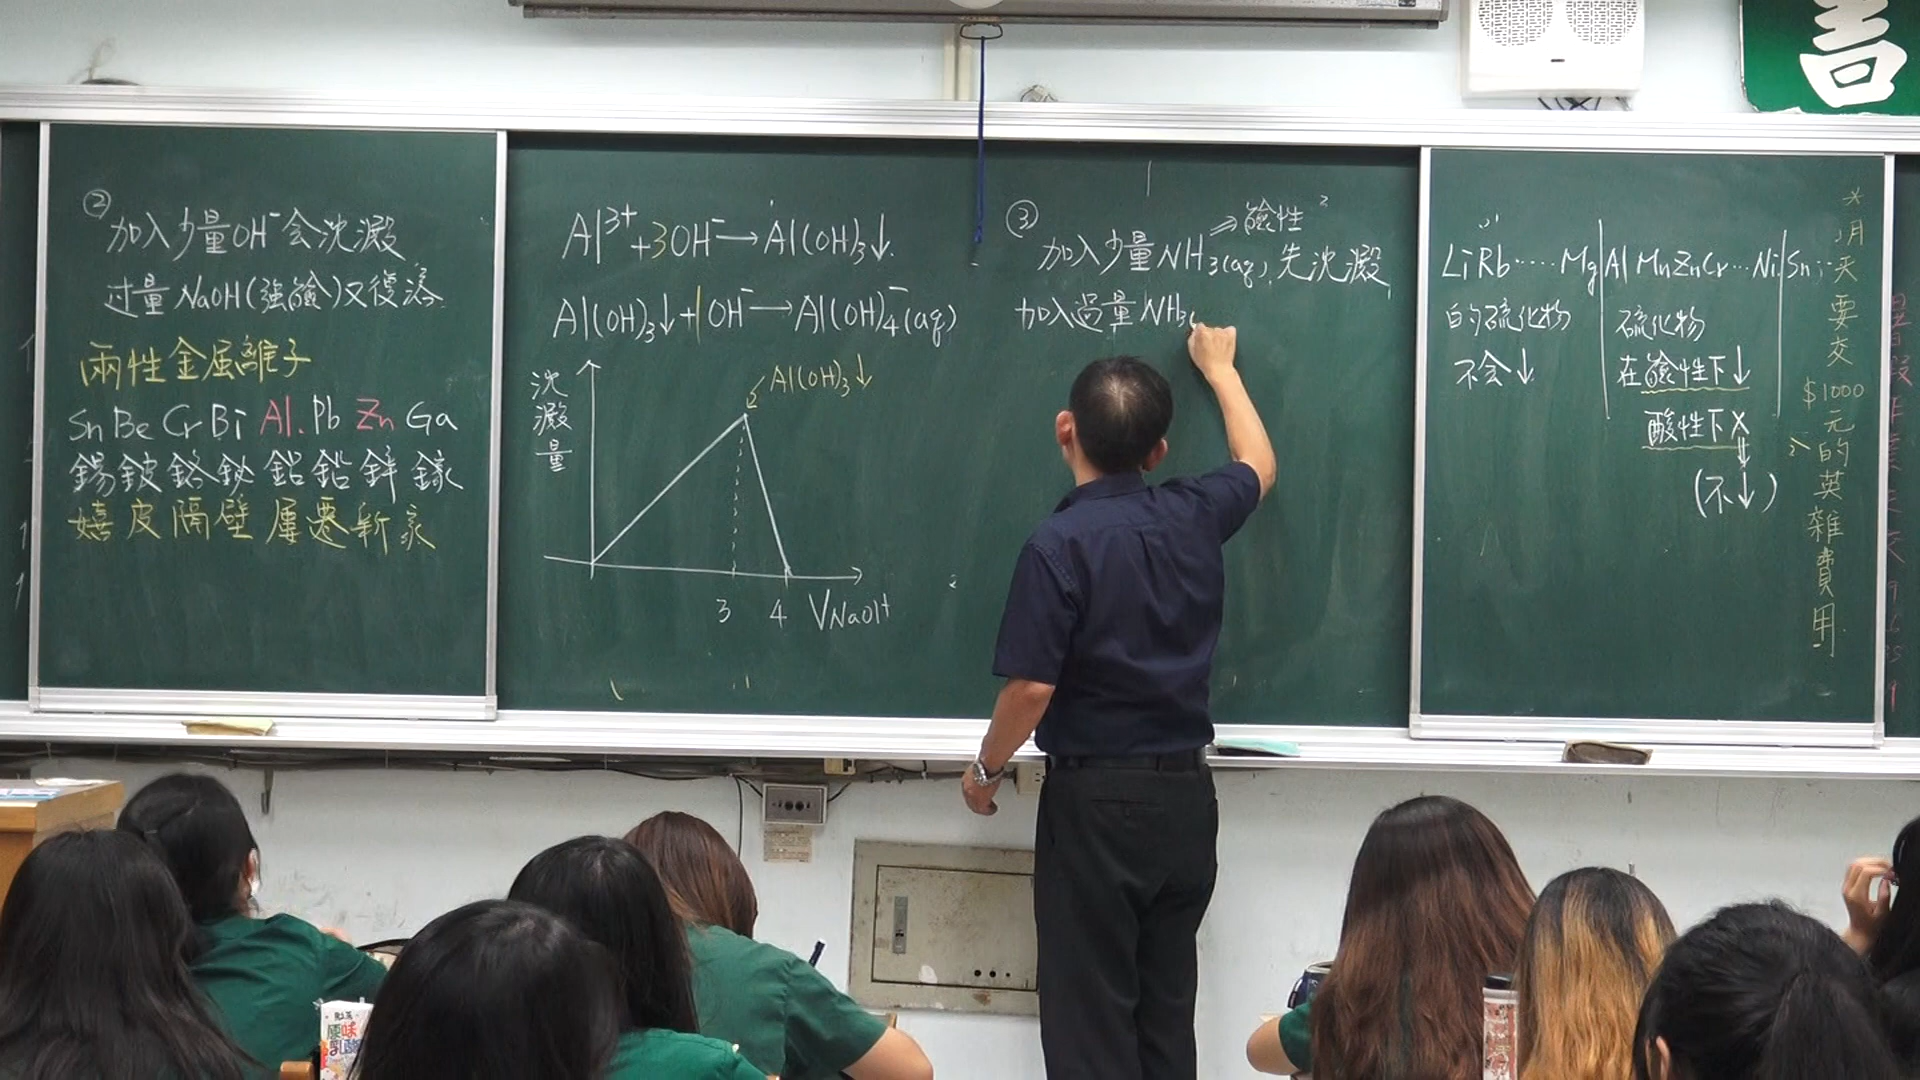 ②
加入少量OH⁻会沈澱
过量NaOH(強鹼)又復溶
兩性金属離子
Sn Be Cr Bi Al. Pb Zn Ga
錫鈹鉻鉍鋁鉛鋅鎵
嬉皮隔壁屢遷新家
Al³⁺+3OH⁻→Al(OH)₃↓.
Al(OH)₃↓+1OH⁻→Al(OH)₄⁻(aq)
沈澱量
Al(OH)₃↓
3 4 VNaOH
③
⇒鹼性
加入少量NH₃(aq),先沈澱
加入過量NH₃(
LiRb‥‥‥Mg|Al Mn Zn Cr…Ni|Sn
的硫化物
不会↓
硫化物
在鹼性下↓
酸性下X
(不↓)
要交
$1000
元的英雜費用
善